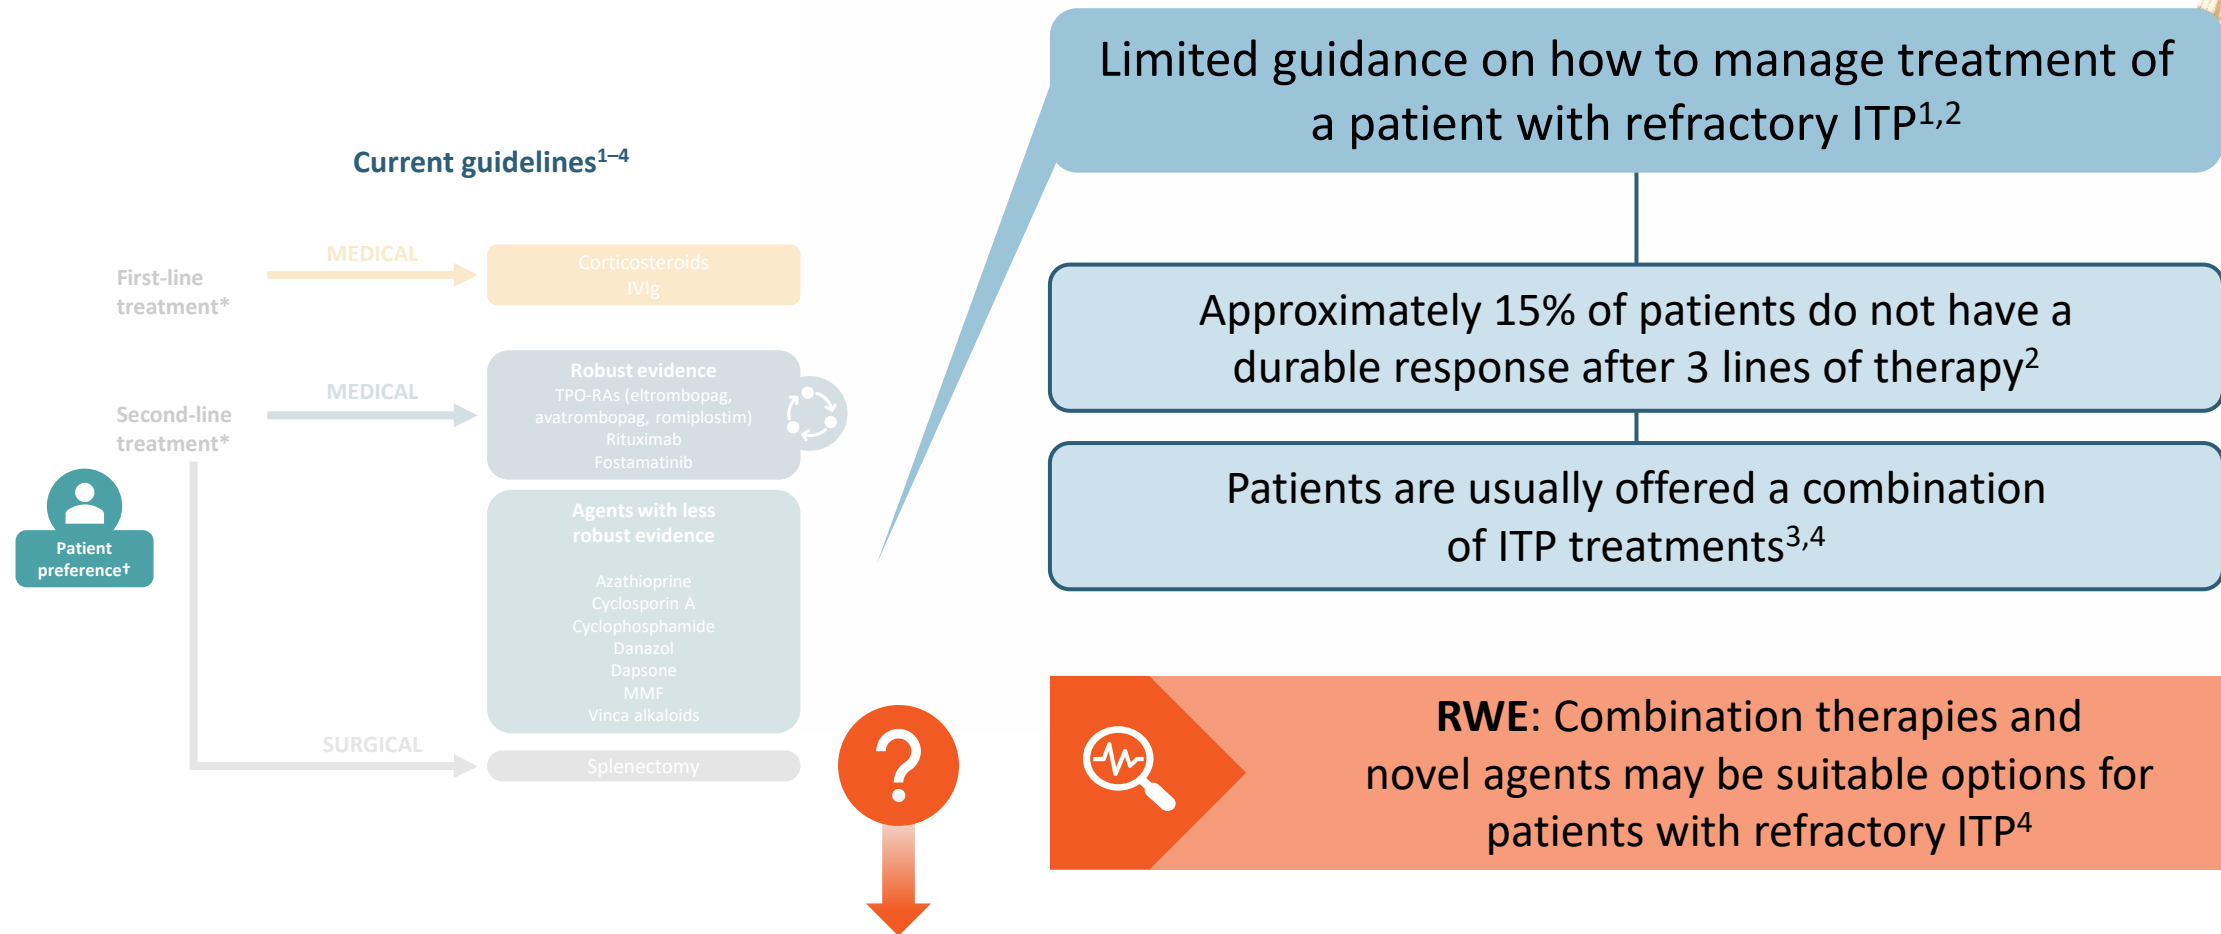 Current guidelines¹⁻⁴
First-line
treatment*
MEDICAL
Corticosteroids
IVIg
Second-line
treatment*
MEDICAL
Robust evidence
TPO-RAs (eltrombopag,
avatrombopag, romiplostim)
Rituximab
Fostamatinib
Patient
preference†
Agents with less
robust evidence
Azathioprine
Cyclosporin A
Cyclophosphamide
Danazol
Dapsone
MMF
Vinca alkaloids
SURGICAL
Splenectomy
?
Limited guidance on how to manage treatment of
a patient with refractory ITP¹,²
Approximately 15% of patients do not have a
durable response after 3 lines of therapy²
Patients are usually offered a combination
of ITP treatments³,⁴
RWE: Combination therapies and
novel agents may be suitable options for
patients with refractory ITP⁴